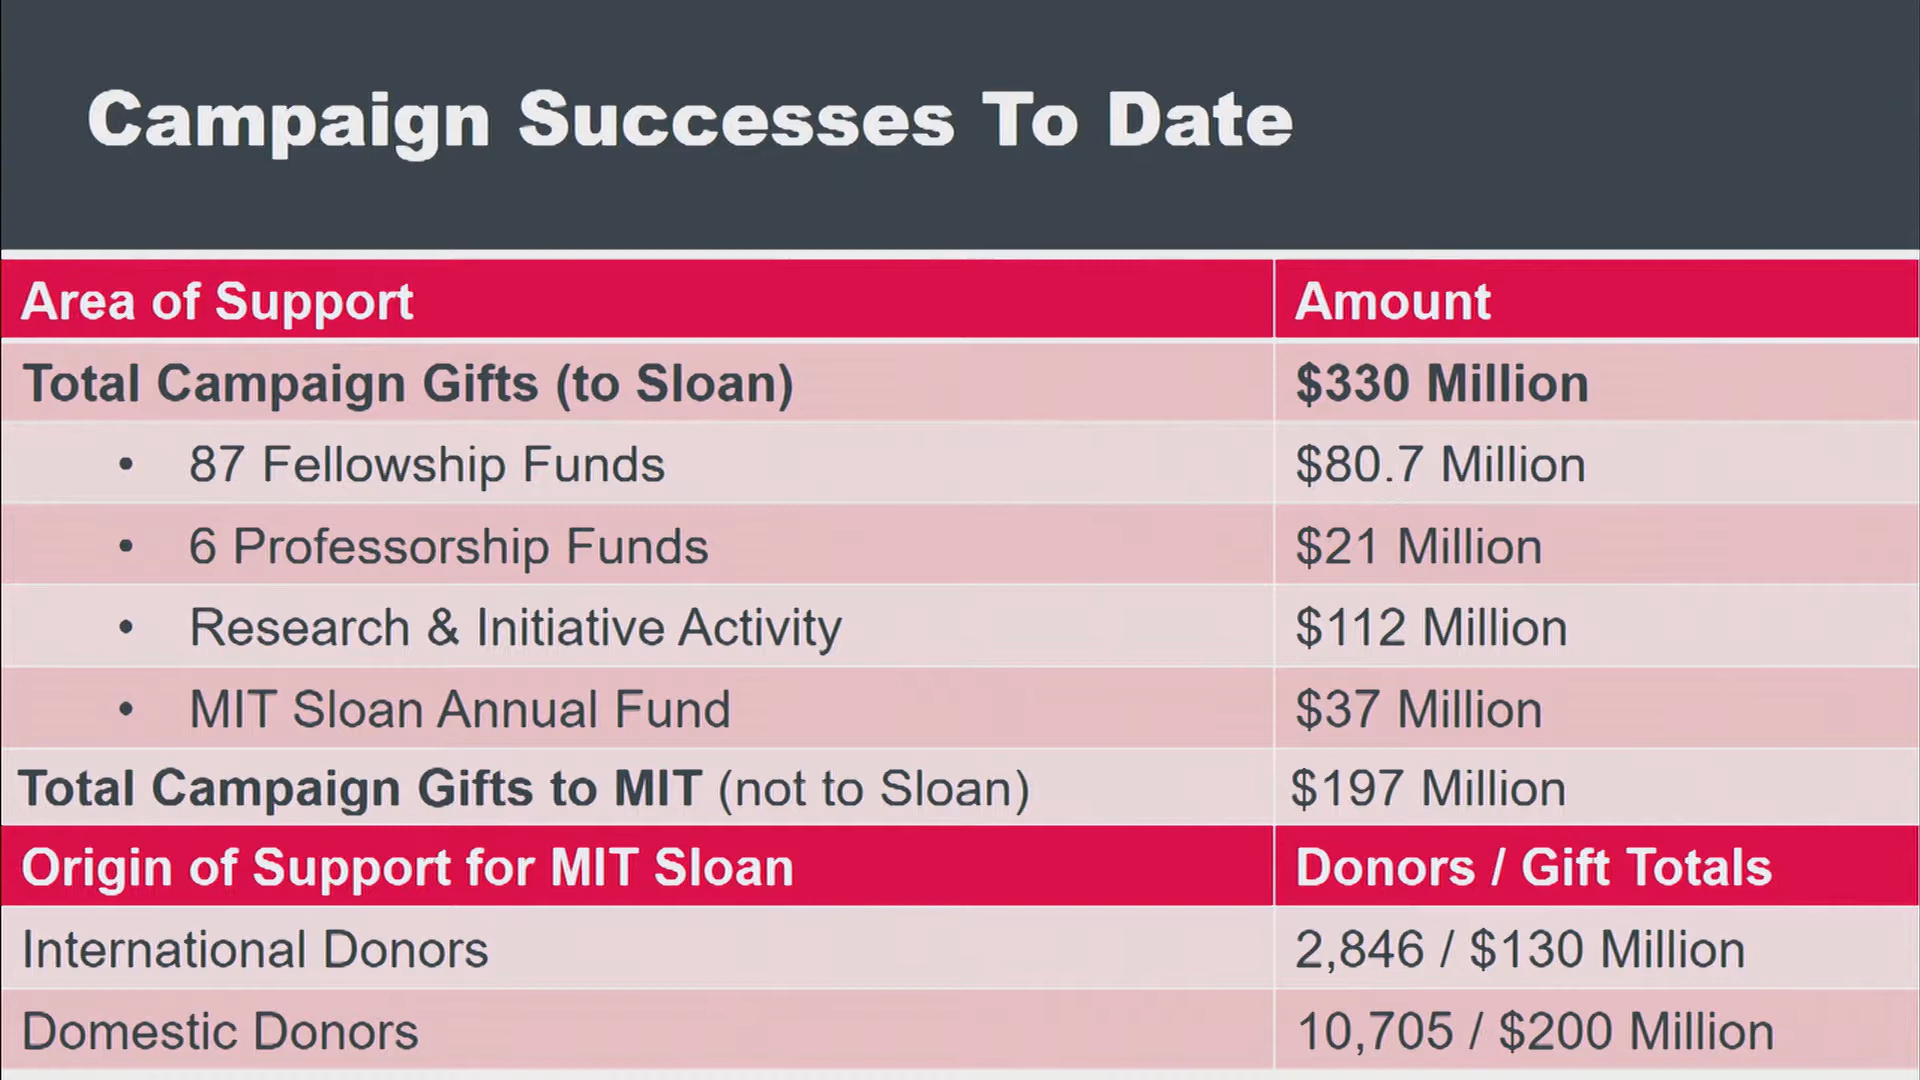 Campaign Successes To Date
Area of Support Amount
Total Campaign Gifts (to Sloan) $330 Million
• 87 Fellowship Funds $80.7 Million
• 6 Professorship Funds $21 Million
• Research & Initiative Activity $112 Million
• MIT Sloan Annual Fund $37 Million
Total Campaign Gifts to MIT (not to Sloan) $197 Million
Origin of Support for MIT Sloan Donors / Gift Totals
International Donors 2,846 / $130 Million
Domestic Donors 10,705 / $200 Million